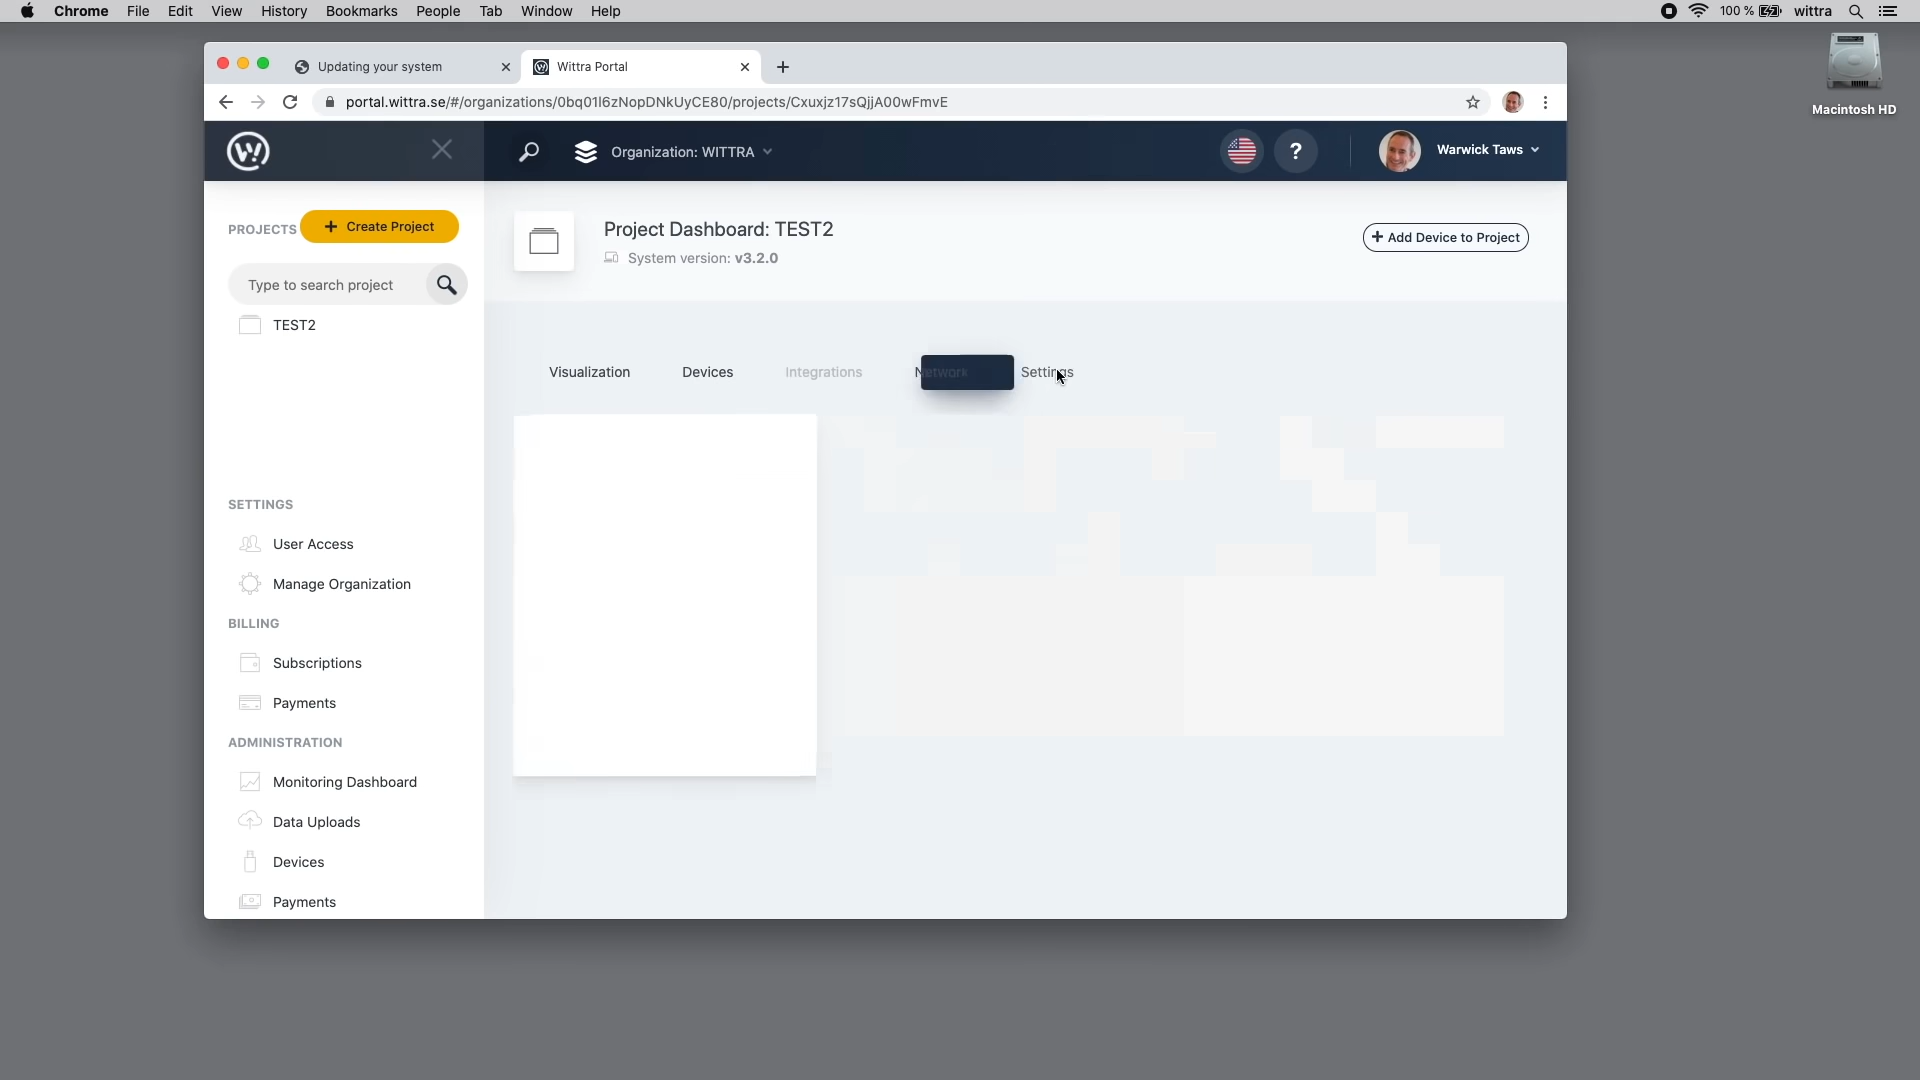 Chrome File Edit View History Bookmarks People Tab Window Help
100 % wittra
Macintosh HD
Updating your system
Wittra Portal
portal.wittra.se/#/organizations/0bq01I6zNopDNkUyCE80/projects/Cxuxjz17sQjjA00wFmvE
Organization: WITTRA
?
Warwick Taws
PROJECTS
+ Create Project
Type to search project
TEST2
Project Dashboard: TEST2
System version: v3.2.0
+ Add Device to Project
Visualization Devices Integrations Network Settings
SETTINGS
User Access
Manage Organization
BILLING
Subscriptions
Payments
ADMINISTRATION
Monitoring Dashboard
Data Uploads
Devices
Payments